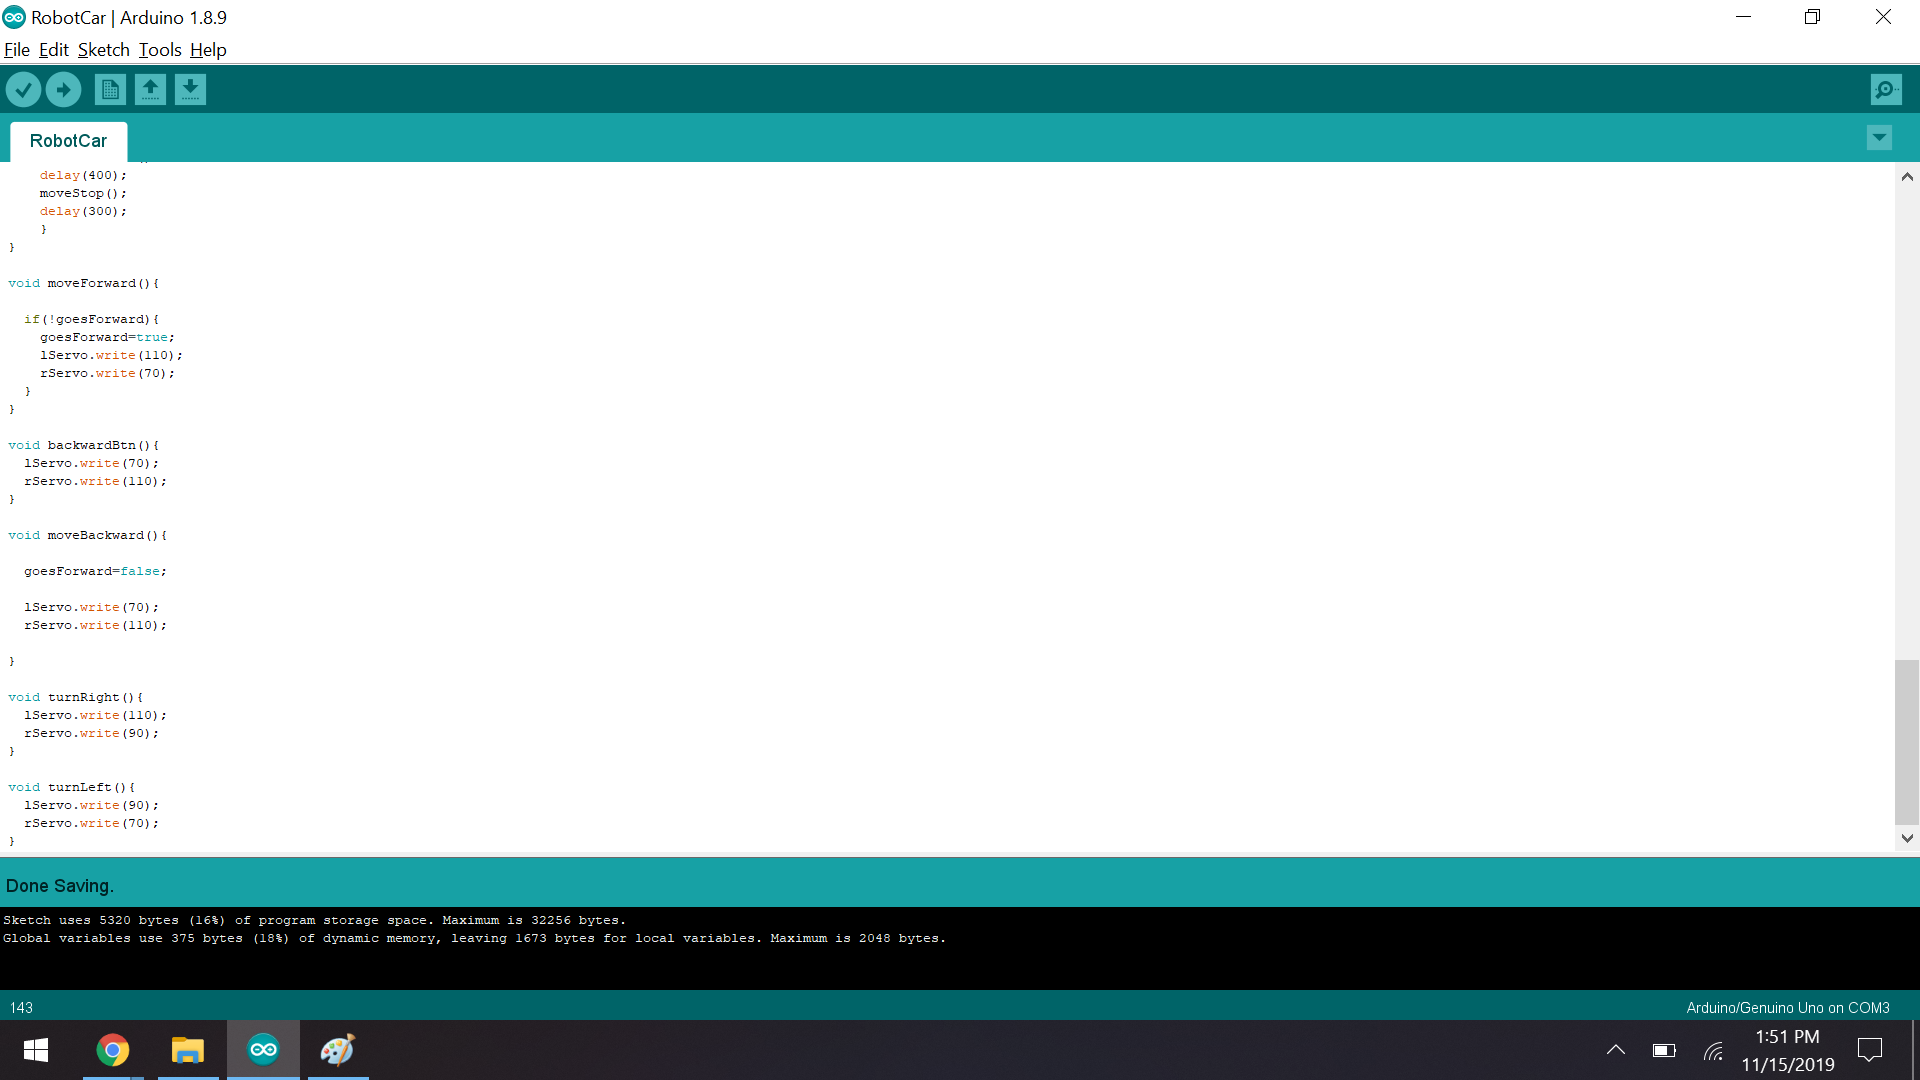 RobotCar | Arduino 1.8.9
File Edit Sketch Tools Help
RobotCar
delay(400);
moveStop();
delay(300);
}
}
void moveForward(){
if(!goesForward){
goesForward=true;
lServo.write(110);
rServo.write(70);
}
}
void backwardBtn(){
lServo.write(70);
rServo.write(110);
}
void moveBackward(){
goesForward=false;
lServo.write(70);
rServo.write(110);
}
void turnRight(){
lServo.write(110);
rServo.write(90);
}
void turnLeft(){
lServo.write(90);
rServo.write(70);
}
Done Saving.
Sketch uses 5320 bytes (16%) of program storage space. Maximum is 32256 bytes.
Global variables use 375 bytes (18%) of dynamic memory, leaving 1673 bytes for local variables. Maximum is 2048 bytes.
143
Arduino/Genuino Uno on COM3
1:51 PM
11/15/2019